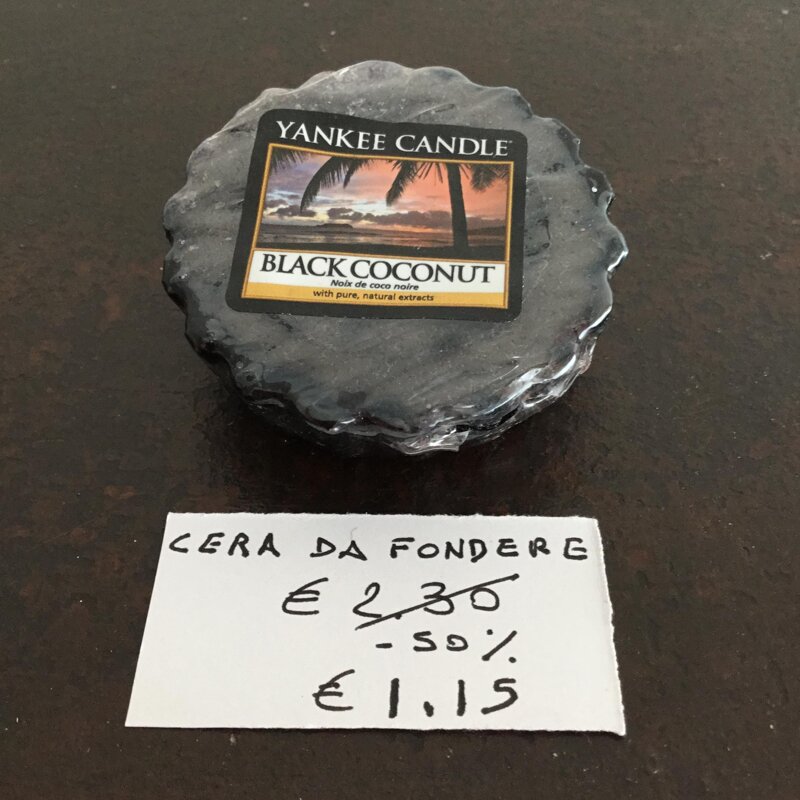 YANKEE CANDLE
BLACK COCONUT
Noix de coco noire
with pure, natural extracts
CERA DA FONDERE
€ 2.30
- 50%
€ 1.15